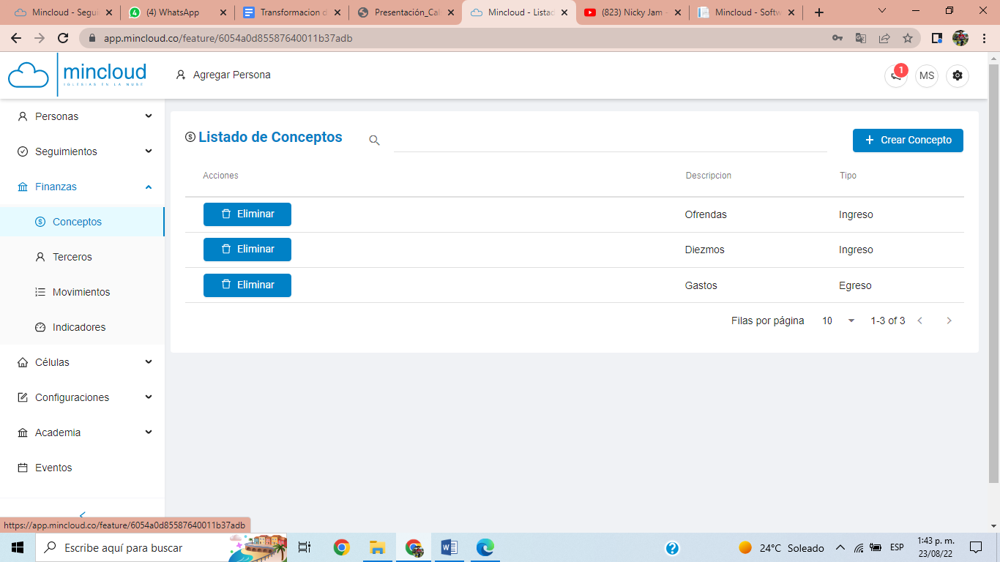 Mincloud - Segui
(4) WhatsApp
Transformacion d
Presentación_Cal
Mincloud - Listad
(823) Nicky Jam -
Mincloud - Softw
app.mincloud.co/feature/6054a0d85587640011b37adb
mincloud
IGLESIAS EN LA NUBE
Agregar Persona
1
MS
Personas
Seguimientos
Finanzas
Conceptos
Terceros
Movimientos
Indicadores
Células
Configuraciones
Academia
Eventos
Listado de Conceptos
Crear Concepto
Acciones Descripcion Tipo
Eliminar Ofrendas Ingreso
Eliminar Diezmos Ingreso
Eliminar Gastos Egreso
Filas por página 10 1-3 of 3
https://app.mincloud.co/feature/6054a0d85587640011b37adb
Escribe aquí para buscar
24°C Soleado
ESP
1:43 p. m.
23/08/22